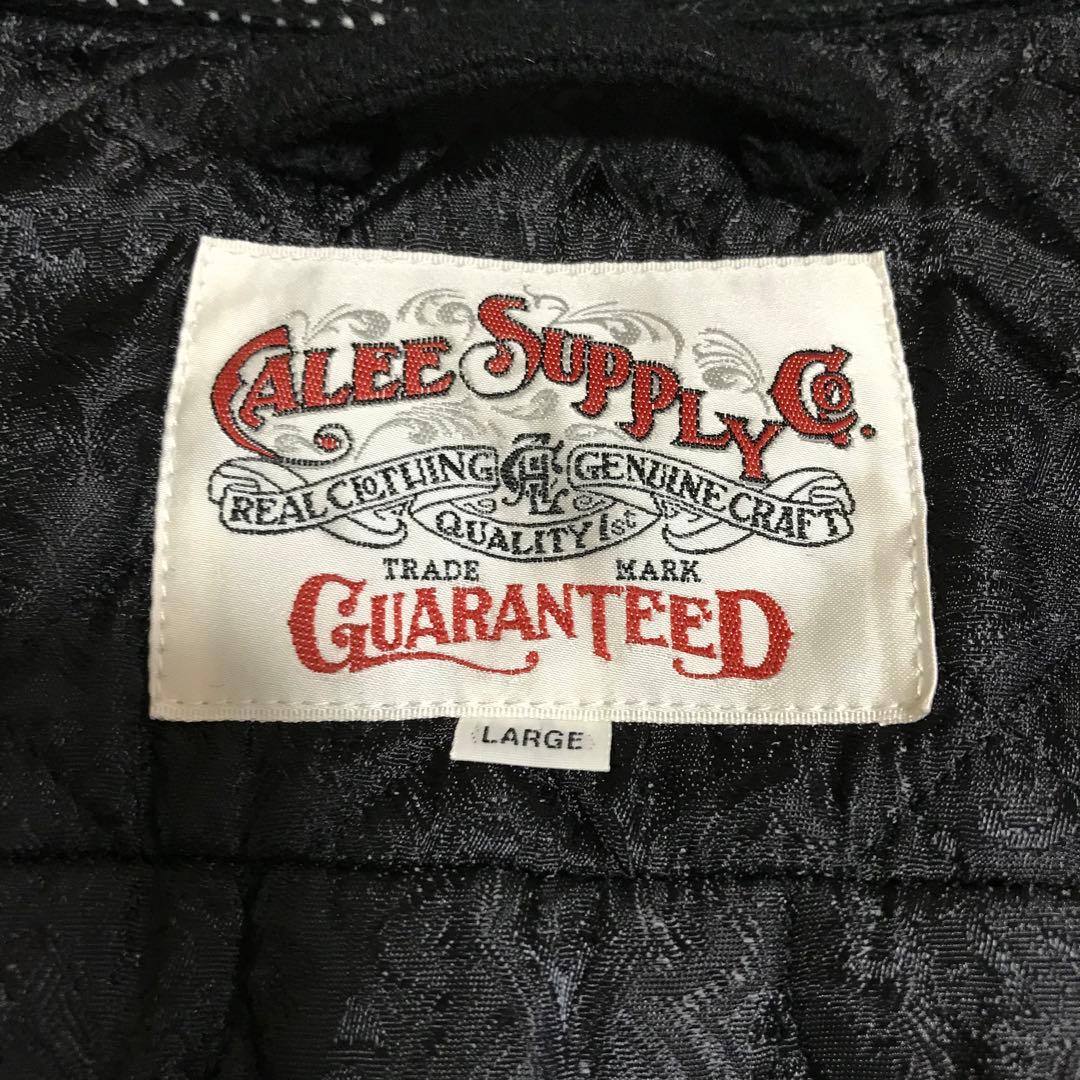 CALEE SUPPLY Co.
REAL CLOTHING GENUINE CRAFT
QUALITY 1st
TRADE MARK
GUARANTEED
LARGE